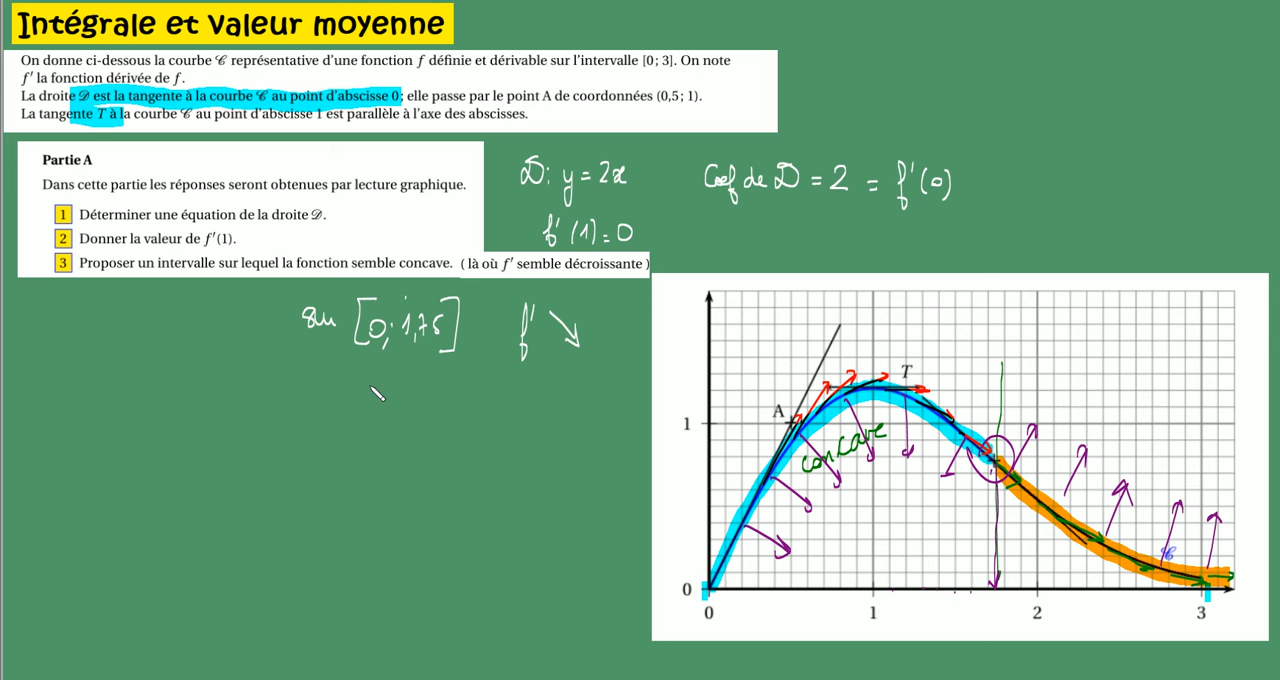 Intégrale et valeur moyenne
On donne ci-dessous la courbe 𝒞 représentative d'une fonction f définie et dérivable sur l'intervalle [0; 3]. On note
f′ la fonction dérivée de f.
La droite 𝒟 est la tangente à la courbe 𝒞 au point d'abscisse 0; elle passe par le point A de coordonnées (0,5; 1).
La tangente T à la courbe 𝒞 au point d'abscisse 1 est parallèle à l'axe des abscisses.
Partie A
Dans cette partie les réponses seront obtenues par lecture graphique.
1 Déterminer une équation de la droite 𝒟.
2 Donner la valeur de f′(1).
3 Proposer un intervalle sur lequel la fonction semble concave. ( là où f′ semble décroissante )
𝒟: y = 2x
Coef de 𝒟 = 2 = f'(0)
f'(1) = 0
sur [0; 1,75] f' ↘
A
T
concave
𝒞
1
0
0 1 2 3